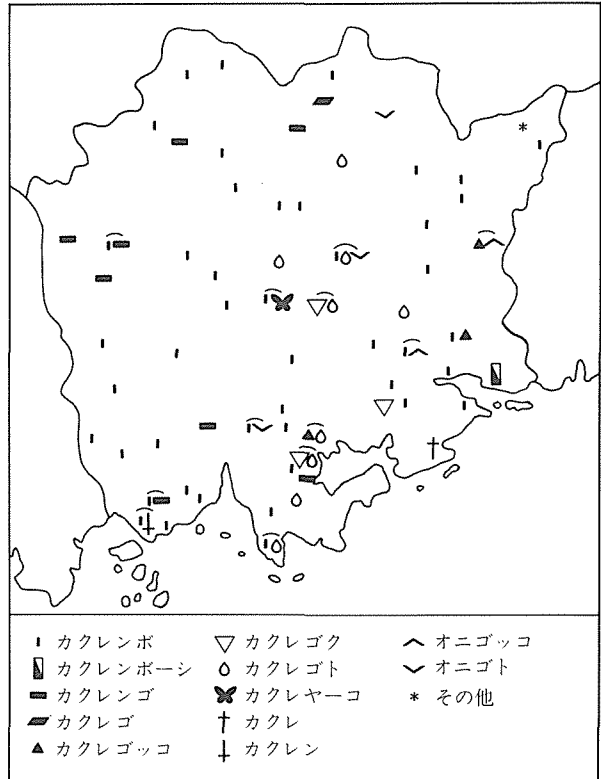 カクレンボ
カクレンボーシ
カクレンゴ
カクレゴ
カクレゴッコ
カクレゴク
カクレゴト
カクレヤーコ
カクレ
カクレン
オニゴッコ
オニゴト
その他